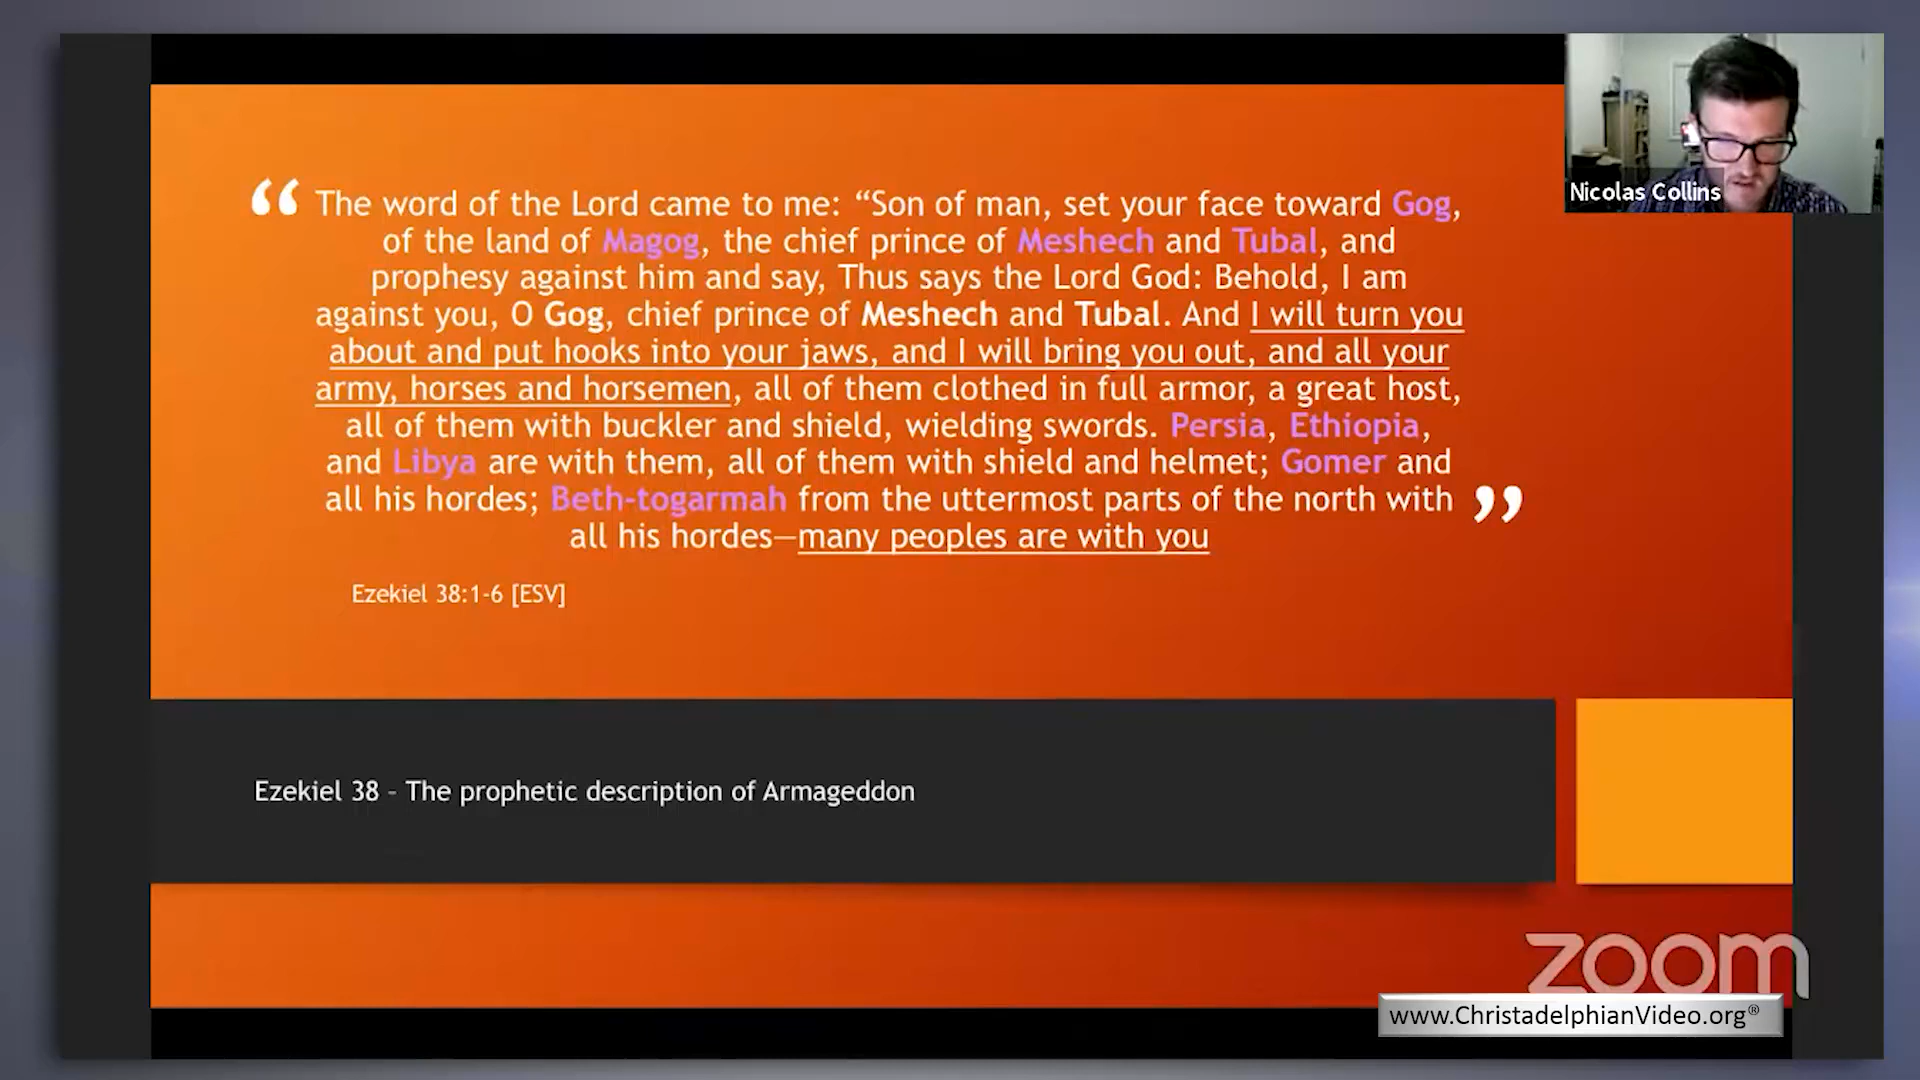 “ The word of the Lord came to me: “Son of man, set your face toward Gog,
of the land of Magog, the chief prince of Meshech and Tubal, and
prophesy against him and say, Thus says the Lord God: Behold, I am
against you, O Gog, chief prince of Meshech and Tubal. And I will turn you
about and put hooks into your jaws, and I will bring you out, and all your
army, horses and horsemen, all of them clothed in full armor, a great host,
all of them with buckler and shield, wielding swords. Persia, Ethiopia,
and Libya are with them, all of them with shield and helmet; Gomer and
all his hordes; Beth-togarmah from the uttermost parts of the north with
all his hordes—many peoples are with you ”
Ezekiel 38:1-6 [ESV]
Nicolas Collins
Ezekiel 38 – The prophetic description of Armageddon
zoom
www.ChristadelphianVideo.org®